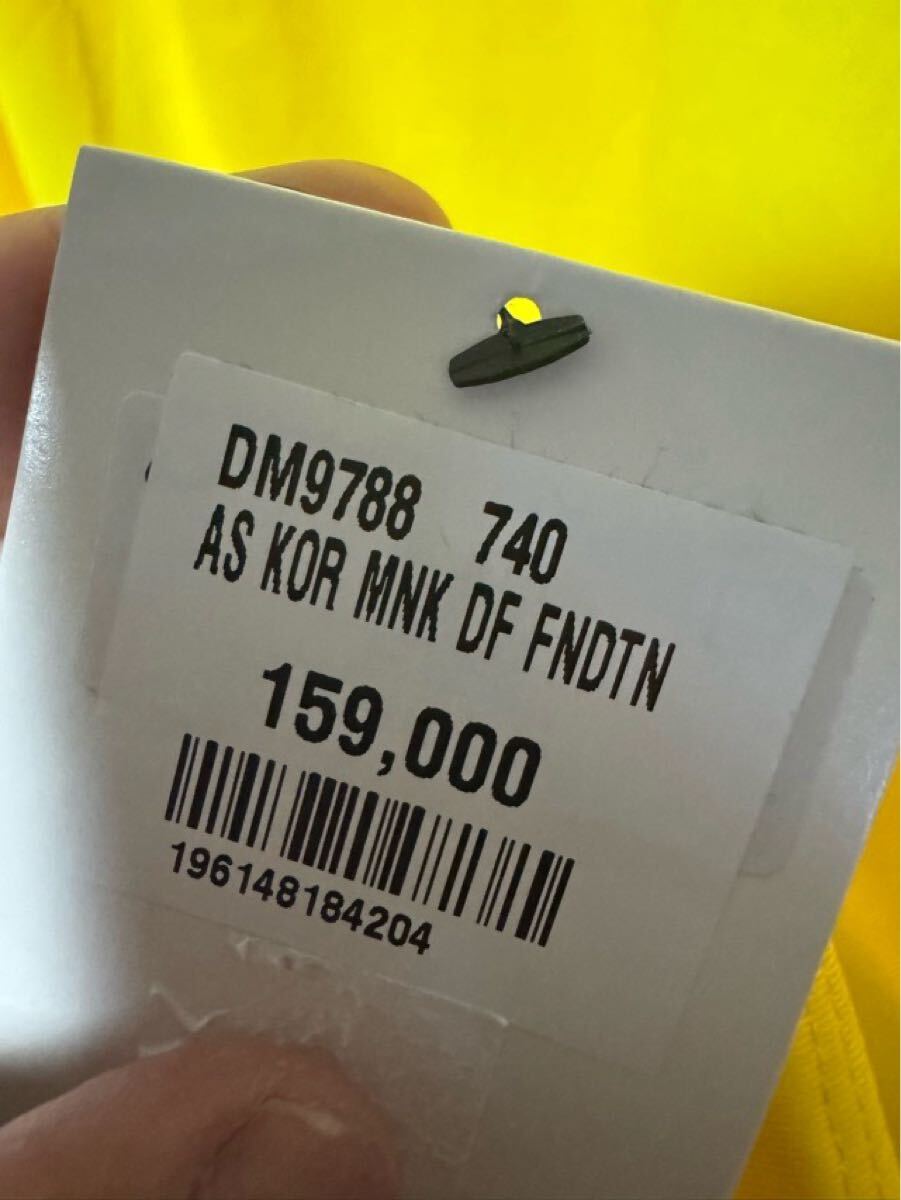 DM9788 740
AS KOR MNK DF FNDTN
159,000
196148184204